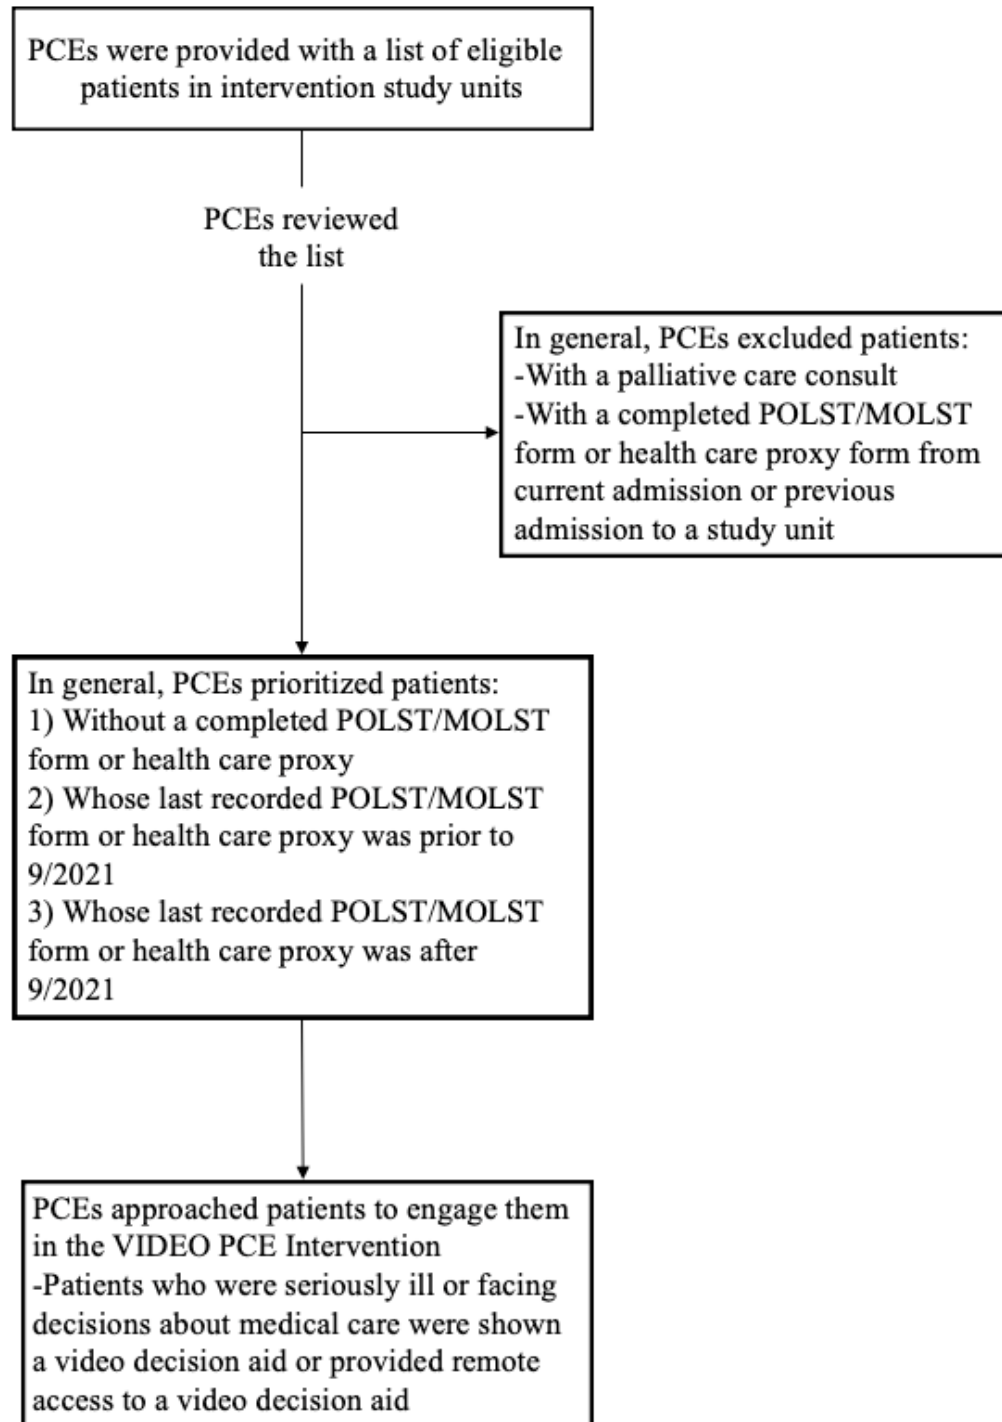 PCEs were provided with a list of eligible
patients in intervention study units
PCEs reviewed
the list
In general, PCEs excluded patients:
-With a palliative care consult
-With a completed POLST/MOLST
form or health care proxy form from
current admission or previous
admission to a study unit
In general, PCEs prioritized patients:
1) Without a completed POLST/MOLST
form or health care proxy
2) Whose last recorded POLST/MOLST
form or health care proxy was prior to
9/2021
3) Whose last recorded POLST/MOLST
form or health care proxy was after
9/2021
PCEs approached patients to engage them
in the VIDEO PCE Intervention
-Patients who were seriously ill or facing
decisions about medical care were shown
a video decision aid or provided remote
access to a video decision aid